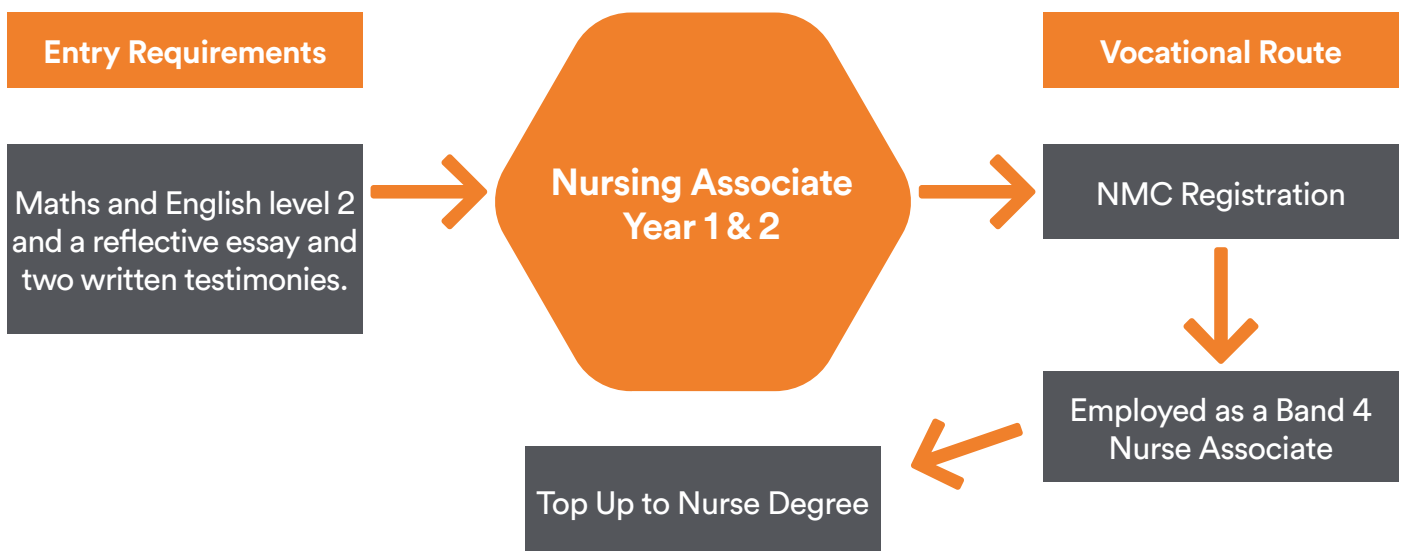 Entry Requirements
Maths and English level 2
and a reflective essay and
two written testimonies.
Nursing Associate
Year 1 & 2
Vocational Route
NMC Registration
Employed as a Band 4
Nurse Associate
Top Up to Nurse Degree